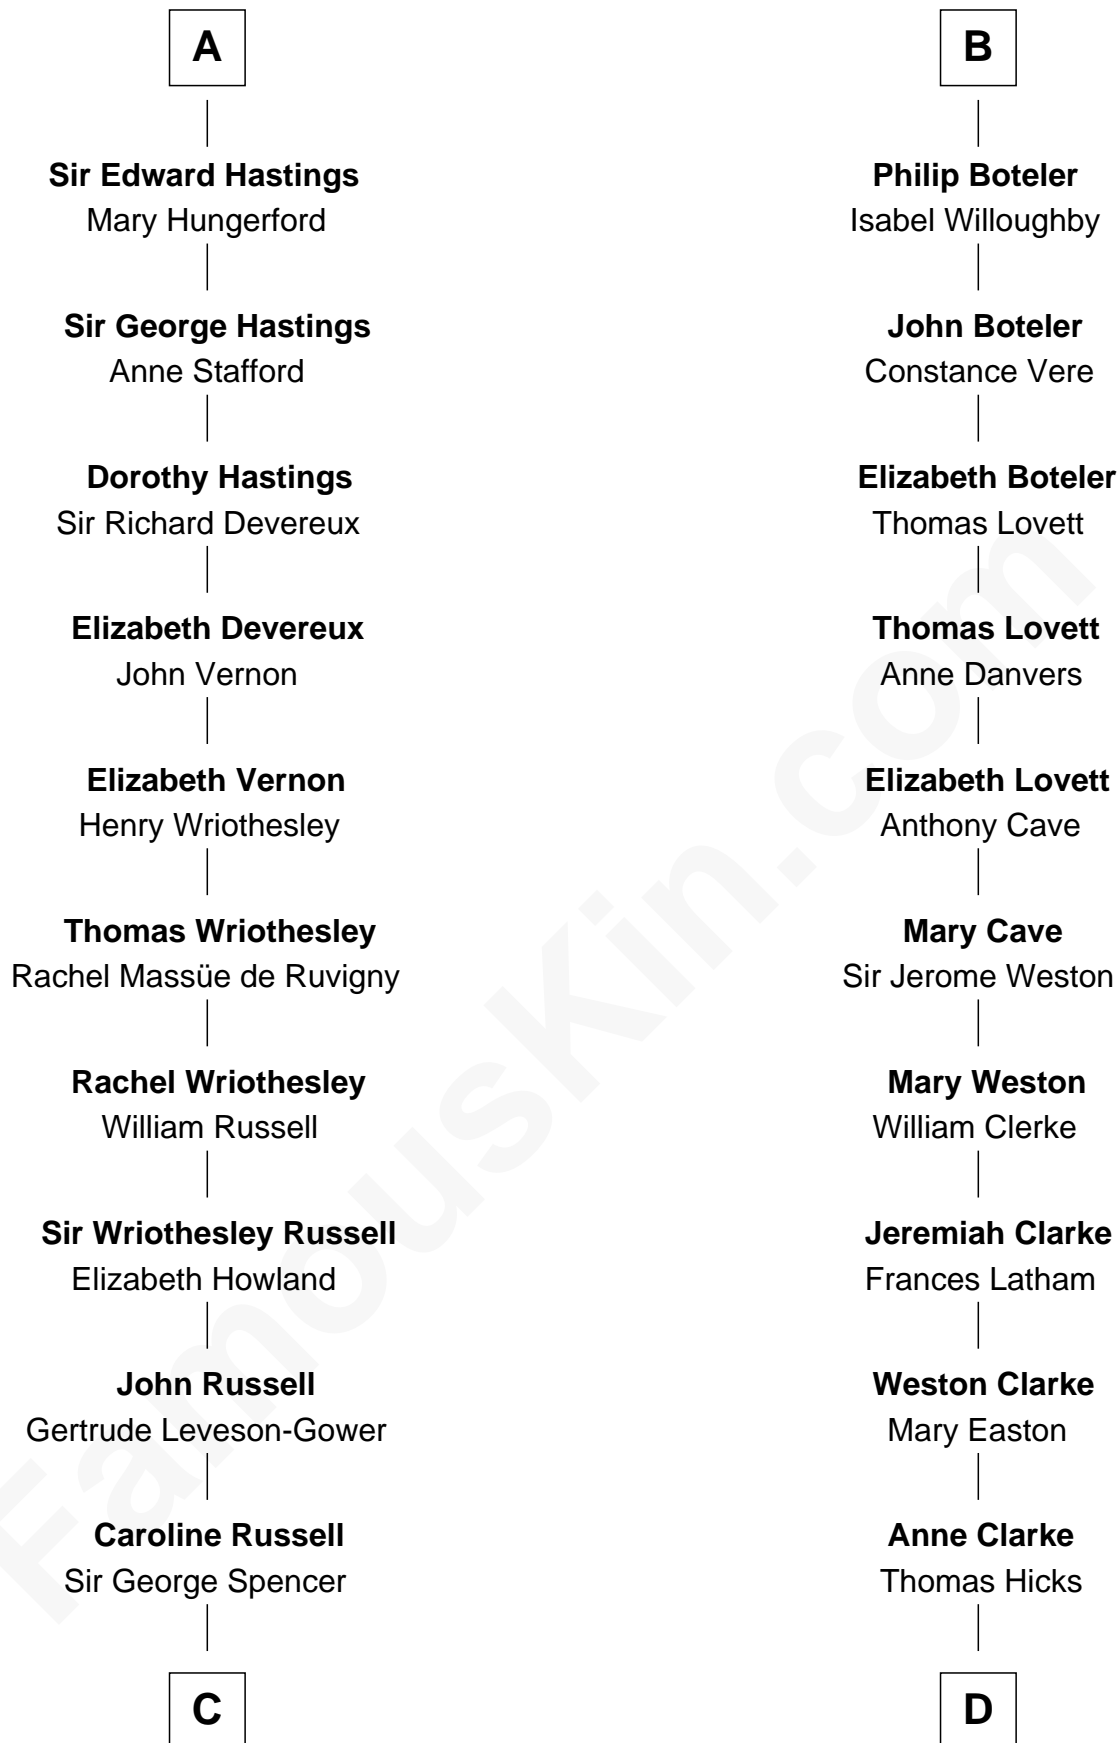 A
Sir Edward Hastings
Mary Hungerford
Sir George Hastings
Anne Stafford
Dorothy Hastings
Sir Richard Devereux
Elizabeth Devereux
John Vernon
Elizabeth Vernon
Henry Wriothesley
Thomas Wriothesley
Rachel Massüe de Ruvigny
Rachel Wriothesley
William Russell
Sir Wriothesley Russell
Elizabeth Howland
John Russell
Gertrude Leveson-Gower
Caroline Russell
Sir George Spencer
C
B
Philip Boteler
Isabel Willoughby
John Boteler
Constance Vere
Elizabeth Boteler
Thomas Lovett
Thomas Lovett
Anne Danvers
Elizabeth Lovett
Anthony Cave
Mary Cave
Sir Jerome Weston
Mary Weston
William Clerke
Jeremiah Clarke
Frances Latham
Weston Clarke
Mary Easton
Anne Clarke
Thomas Hicks
D
FamousKin.com